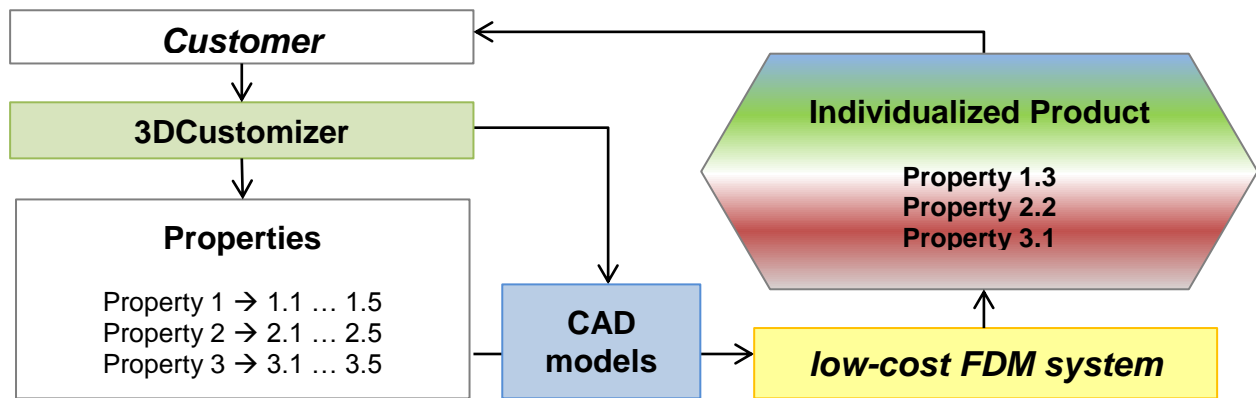 Customer
3DCustomizer
Properties
Property 1 → 1.1 … 1.5
Property 2 → 2.1 … 2.5
Property 3 → 3.1 … 3.5
CAD
models
low-cost FDM system
Individualized Product
Property 1.3
Property 2.2
Property 3.1